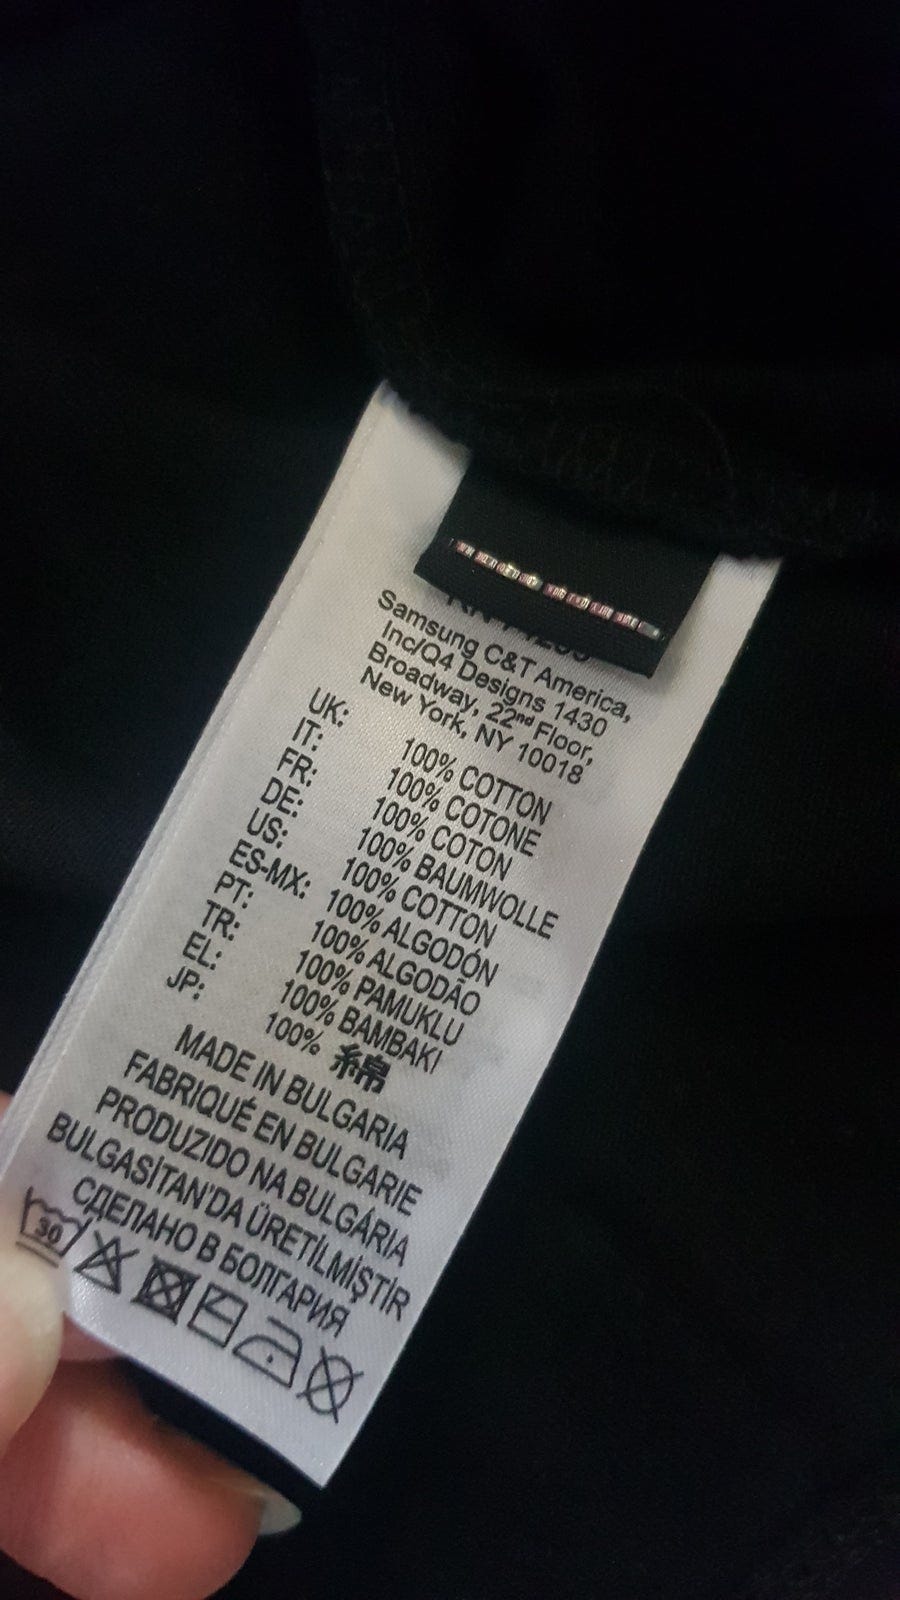 Samsung C&T America,
Inc/Q4 Designs 1430
Broadway, 22nd Floor,
New York, NY 10018
UK: 100% COTTON
IT: 100% COTONE
FR: 100% COTON
DE: 100% BAUMWOLLE
US: 100% COTTON
ES-MX: 100% ALGODÓN
PT: 100% ALGODÃO
TR: 100% PAMUKLU
EL: 100% BAMBAKI
JP: 100% 綿
MADE IN BULGARIA
FABRIQUÉ EN BULGARIE
PRODUZIDO NA BULGÁRIA
BULGASİTAN'DA ÜRETİLMİŞTİR
СДЕЛАНО В БОЛГАРИЯ
30